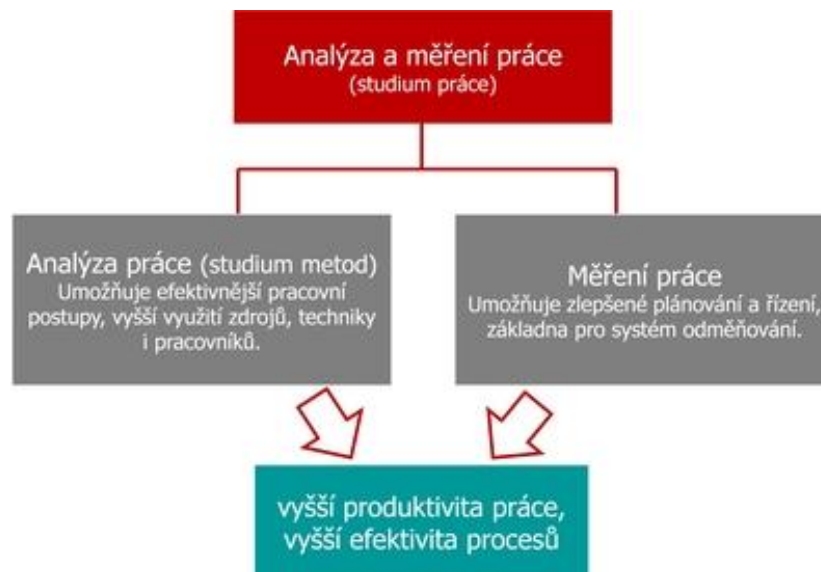 Analýza a měření práce
(studium práce)
Analýza práce (studium metod)
Umožňuje efektivnější pracovní
postupy, vyšší využití zdrojů, techniky
i pracovníků.
Měření práce
Umožňuje zlepšené plánování a řízení,
základna pro systém odměňování.
vyšší produktivita práce,
vyšší efektivita procesů